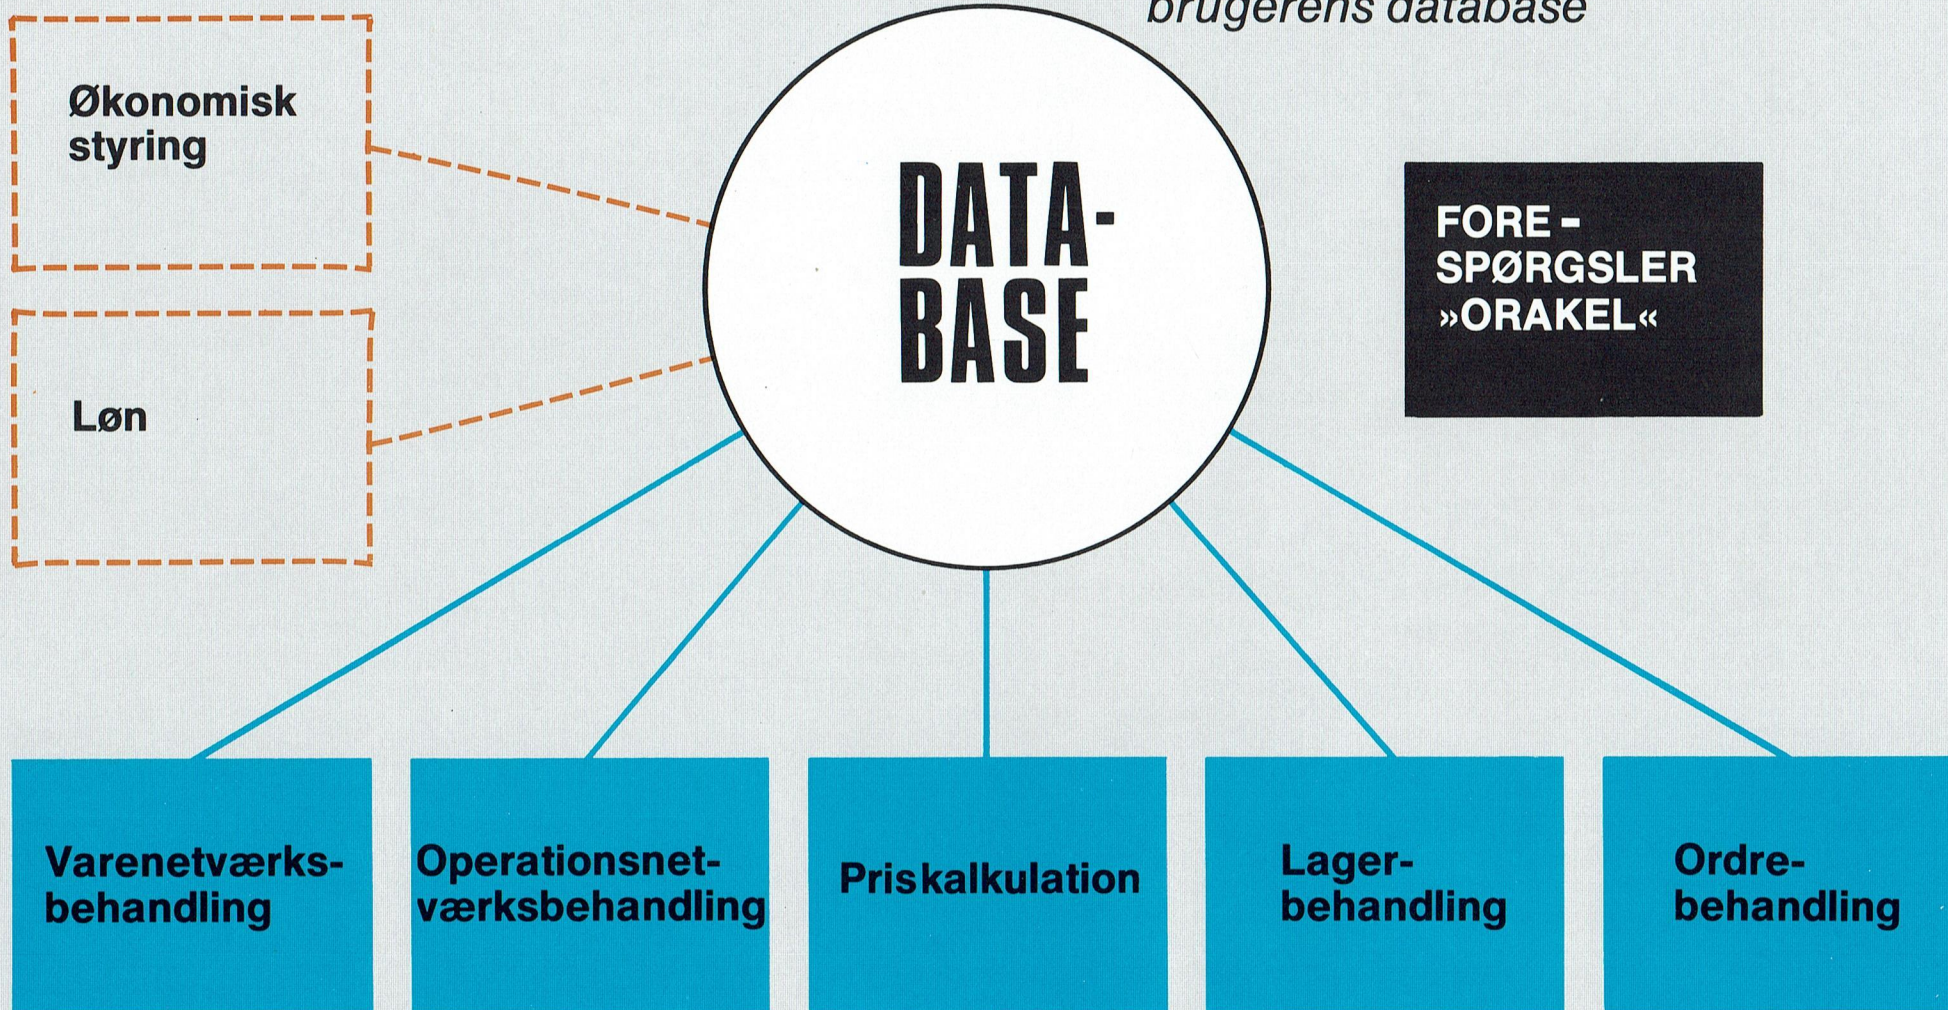 brugerens database
Økonomisk
styring
DATA-
BASE
FORE-
SPØRGSLER
»ORAKEL«
Løn
Varenetværks-
behandling
Operationsnet-
værksbehandling
Priskalkulation
Lager-
behandling
Ordre-
behandling